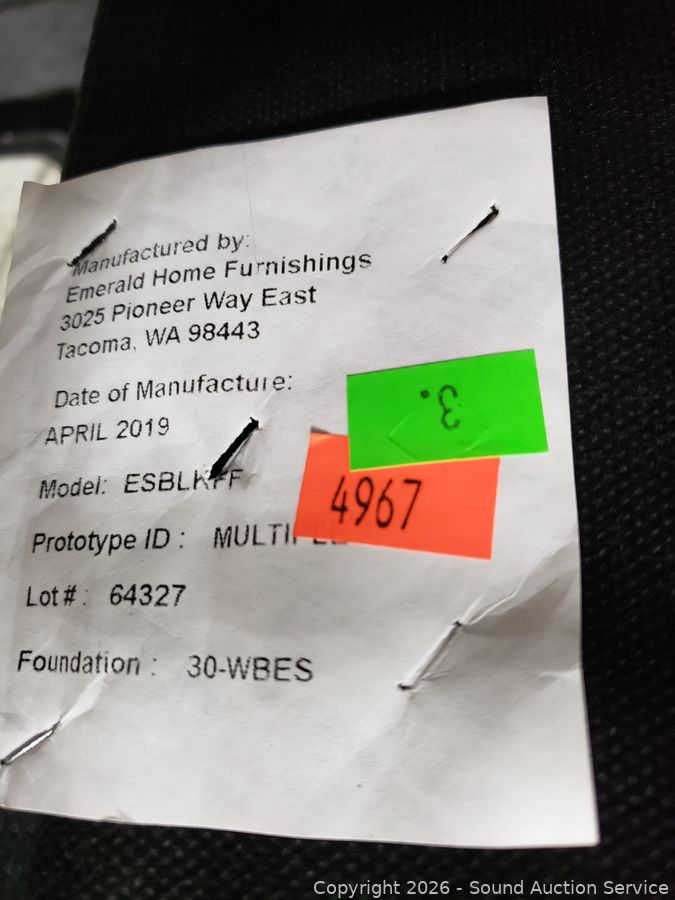 Manufactured by:
Emerald Home Furnishings
3025 Pioneer Way East
Tacoma, WA 98443
Date of Manufacture:
APRIL 2019
Model: ESBLKFF
Prototype ID :
Lot # : 64327
Foundation : 30-WBES
3.
4967
Copyright 2026 - Sound Auction Service